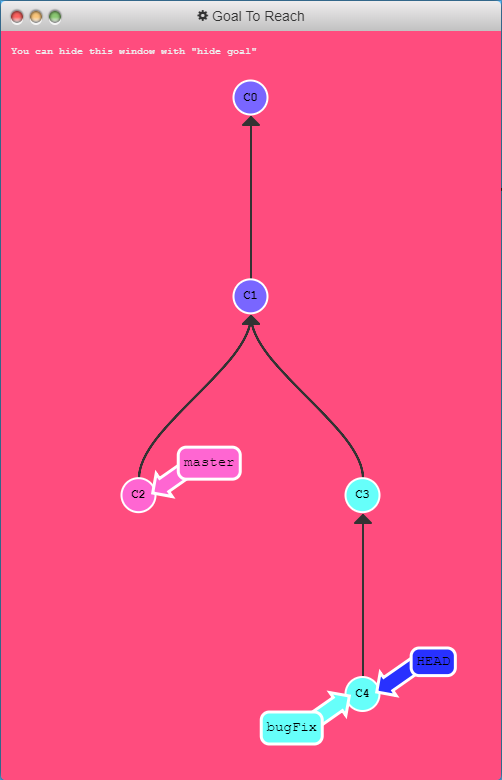 Goal To Reach
You can hide this window with "hide goal"
C0
C1
master
C2
C3
HEAD
C4
bugFix